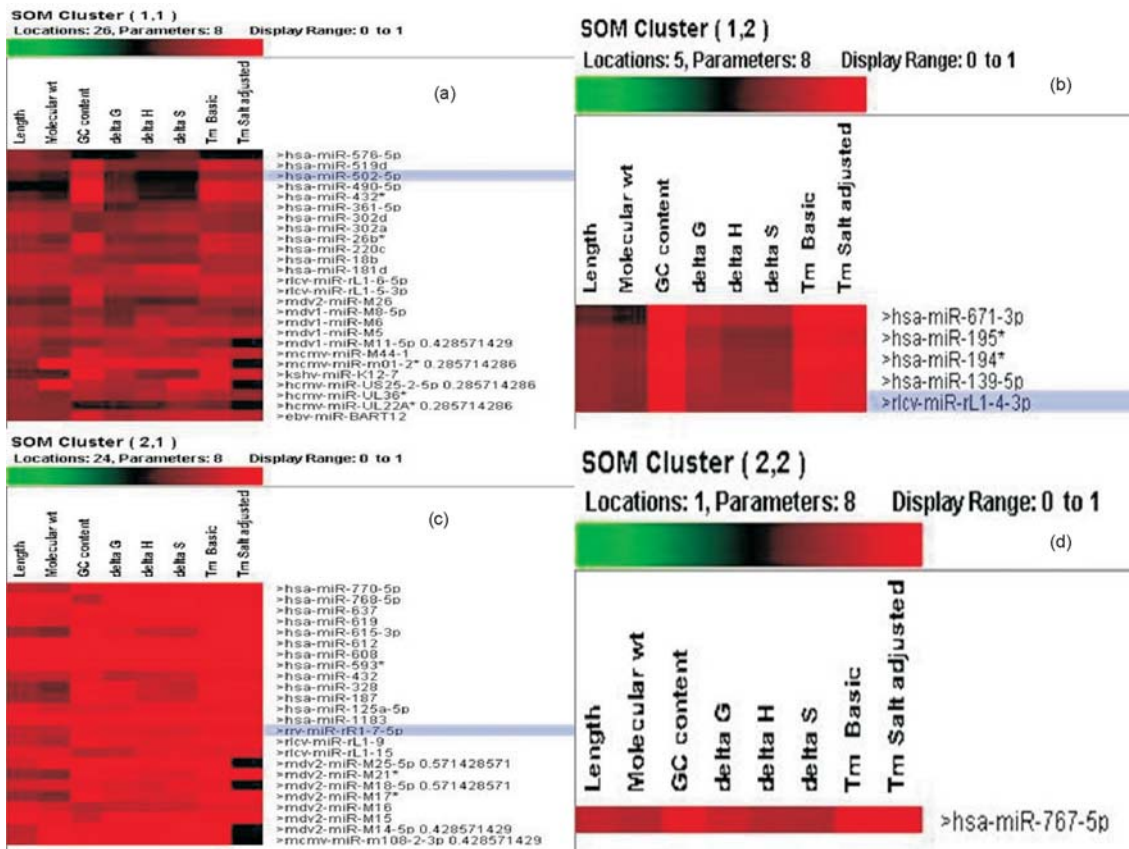 SOM Cluster ( 1,1 )
Locations: 26, Parameters: 8 Display Range: 0 to 1
(a)
Length
Molecular wt
GC content
delta G
delta H
delta S
Tm Basic
Tm Salt adjusted
>hsa-miR-576-5p
>hsa-miR-519d
>hsa-miR-502-5p
>hsa-miR-490-5p
>hsa-miR-432*
>hsa-miR-361-5p
>hsa-miR-302d
>hsa-miR-302a
>hsa-miR-26b*
>hsa-miR-220c
>hsa-miR-18b
>hsa-miR-181d
>rlcv-miR-rL1-6-5p
>rlcv-miR-rL1-5-3p
>mdv2-miR-M26
>mdv1-miR-M8-5p
>mdv1-miR-M6
>mdv1-miR-M5
>mdv1-miR-M11-5p 0.428571429
>mcmv-miR-M44-1
>mcmv-miR-m01-2* 0.285714286
>kshv-miR-K12-7
>hcmv-miR-US25-2-5p 0.285714286
>hcmv-miR-UL36*
>hcmv-miR-UL22A* 0.285714286
>ebv-miR-BART12
SOM Cluster ( 1,2 )
Locations: 5, Parameters: 8 Display Range: 0 to 1
(b)
Length
Molecular wt
GC content
delta G
delta H
delta S
Tm Basic
Tm Salt adjusted
>hsa-miR-671-3p
>hsa-miR-195*
>hsa-miR-194*
>hsa-miR-139-5p
>rlcv-miR-rL1-4-3p
SOM Cluster ( 2,1 )
Locations: 24, Parameters: 8 Display Range: 0 to 1
(c)
Length
Molecular wt
GC content
delta G
delta H
delta S
Tm Basic
Tm Salt adjusted
>hsa-miR-770-5p
>hsa-miR-768-5p
>hsa-miR-637
>hsa-miR-619
>hsa-miR-615-3p
>hsa-miR-612
>hsa-miR-608
>hsa-miR-593*
>hsa-miR-432
>hsa-miR-328
>hsa-miR-187
>hsa-miR-125a-5p
>hsa-miR-1183
>rrv-miR-rR1-7-5p
>rlcv-miR-rL1-9
>rlcv-miR-rL1-15
>mdv2-miR-M25-5p 0.571428571
>mdv2-miR-M21*
>mdv2-miR-M18-5p 0.571428571
>mdv2-miR-M17*
>mdv2-miR-M16
>mdv2-miR-M15
>mdv2-miR-M14-5p 0.428571429
>mcmv-miR-m108-2-3p 0.428571429
SOM Cluster ( 2,2 )
Locations: 1, Parameters: 8 Display Range: 0 to 1
(d)
Length
Molecular wt
GC content
delta G
delta H
delta S
Tm Basic
Tm Salt adjusted
>hsa-miR-767-5p